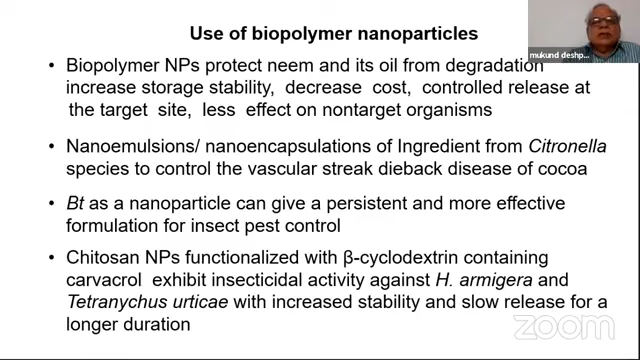 Use of biopolymer nanoparticles
mukund deshp...
• Biopolymer NPs protect neem and its oil from degradation
increase storage stability, decrease cost, controlled release at
the target site, less effect on nontarget organisms
• Nanoemulsions/ nanoencapsulations of Ingredient from Citronella
species to control the vascular streak dieback disease of cocoa
• Bt as a nanoparticle can give a persistent and more effective
formulation for insect pest control
• Chitosan NPs functionalized with β-cyclodextrin containing
carvacrol exhibit insecticidal activity against H. armigera and
Tetranychus urticae with increased stability and slow release for a
longer duration
zoom